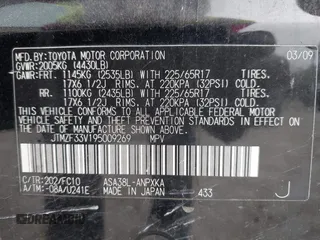 MFD. BY: TOYOTA MOTOR CORPORATION 03/09
GVWR: 2005KG (4430LB)
GAWR: FRT. 1145KG (2535LB) WITH 225/65R17 TIRES,
17X6 1/2J RIMS, AT 220KPA (32PSI) COLD
RR. 1100KG (2435LB) WITH 225/65R17 TIRES,
17X6 1/2J RIMS, AT 220KPA (32PSI) COLD
THIS VEHICLE CONFORMS TO ALL APPLICABLE FEDERAL MOTOR
VEHICLE SAFETY AND BUMPER STANDARDS IN EFFECT ON
THE DATE OF MANUFACTURE SHOWN ABOVE.
JTMZF33V195009269 MPV
C/TR: 202/FC10 ASA38L-ANPXKA
A/TM: -08A/U241E MADE IN JAPAN 433 J